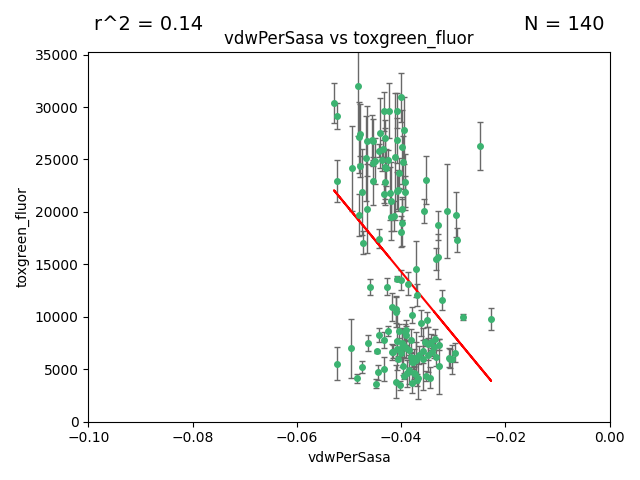 r^2 = 0.14
N = 140
vdwPerSasa vs toxgreen_fluor
35000
30000
25000
20000
15000
10000
5000
0
toxgreen_fluor
−0.10
−0.08
−0.06
−0.04
−0.02
0.00
vdwPerSasa